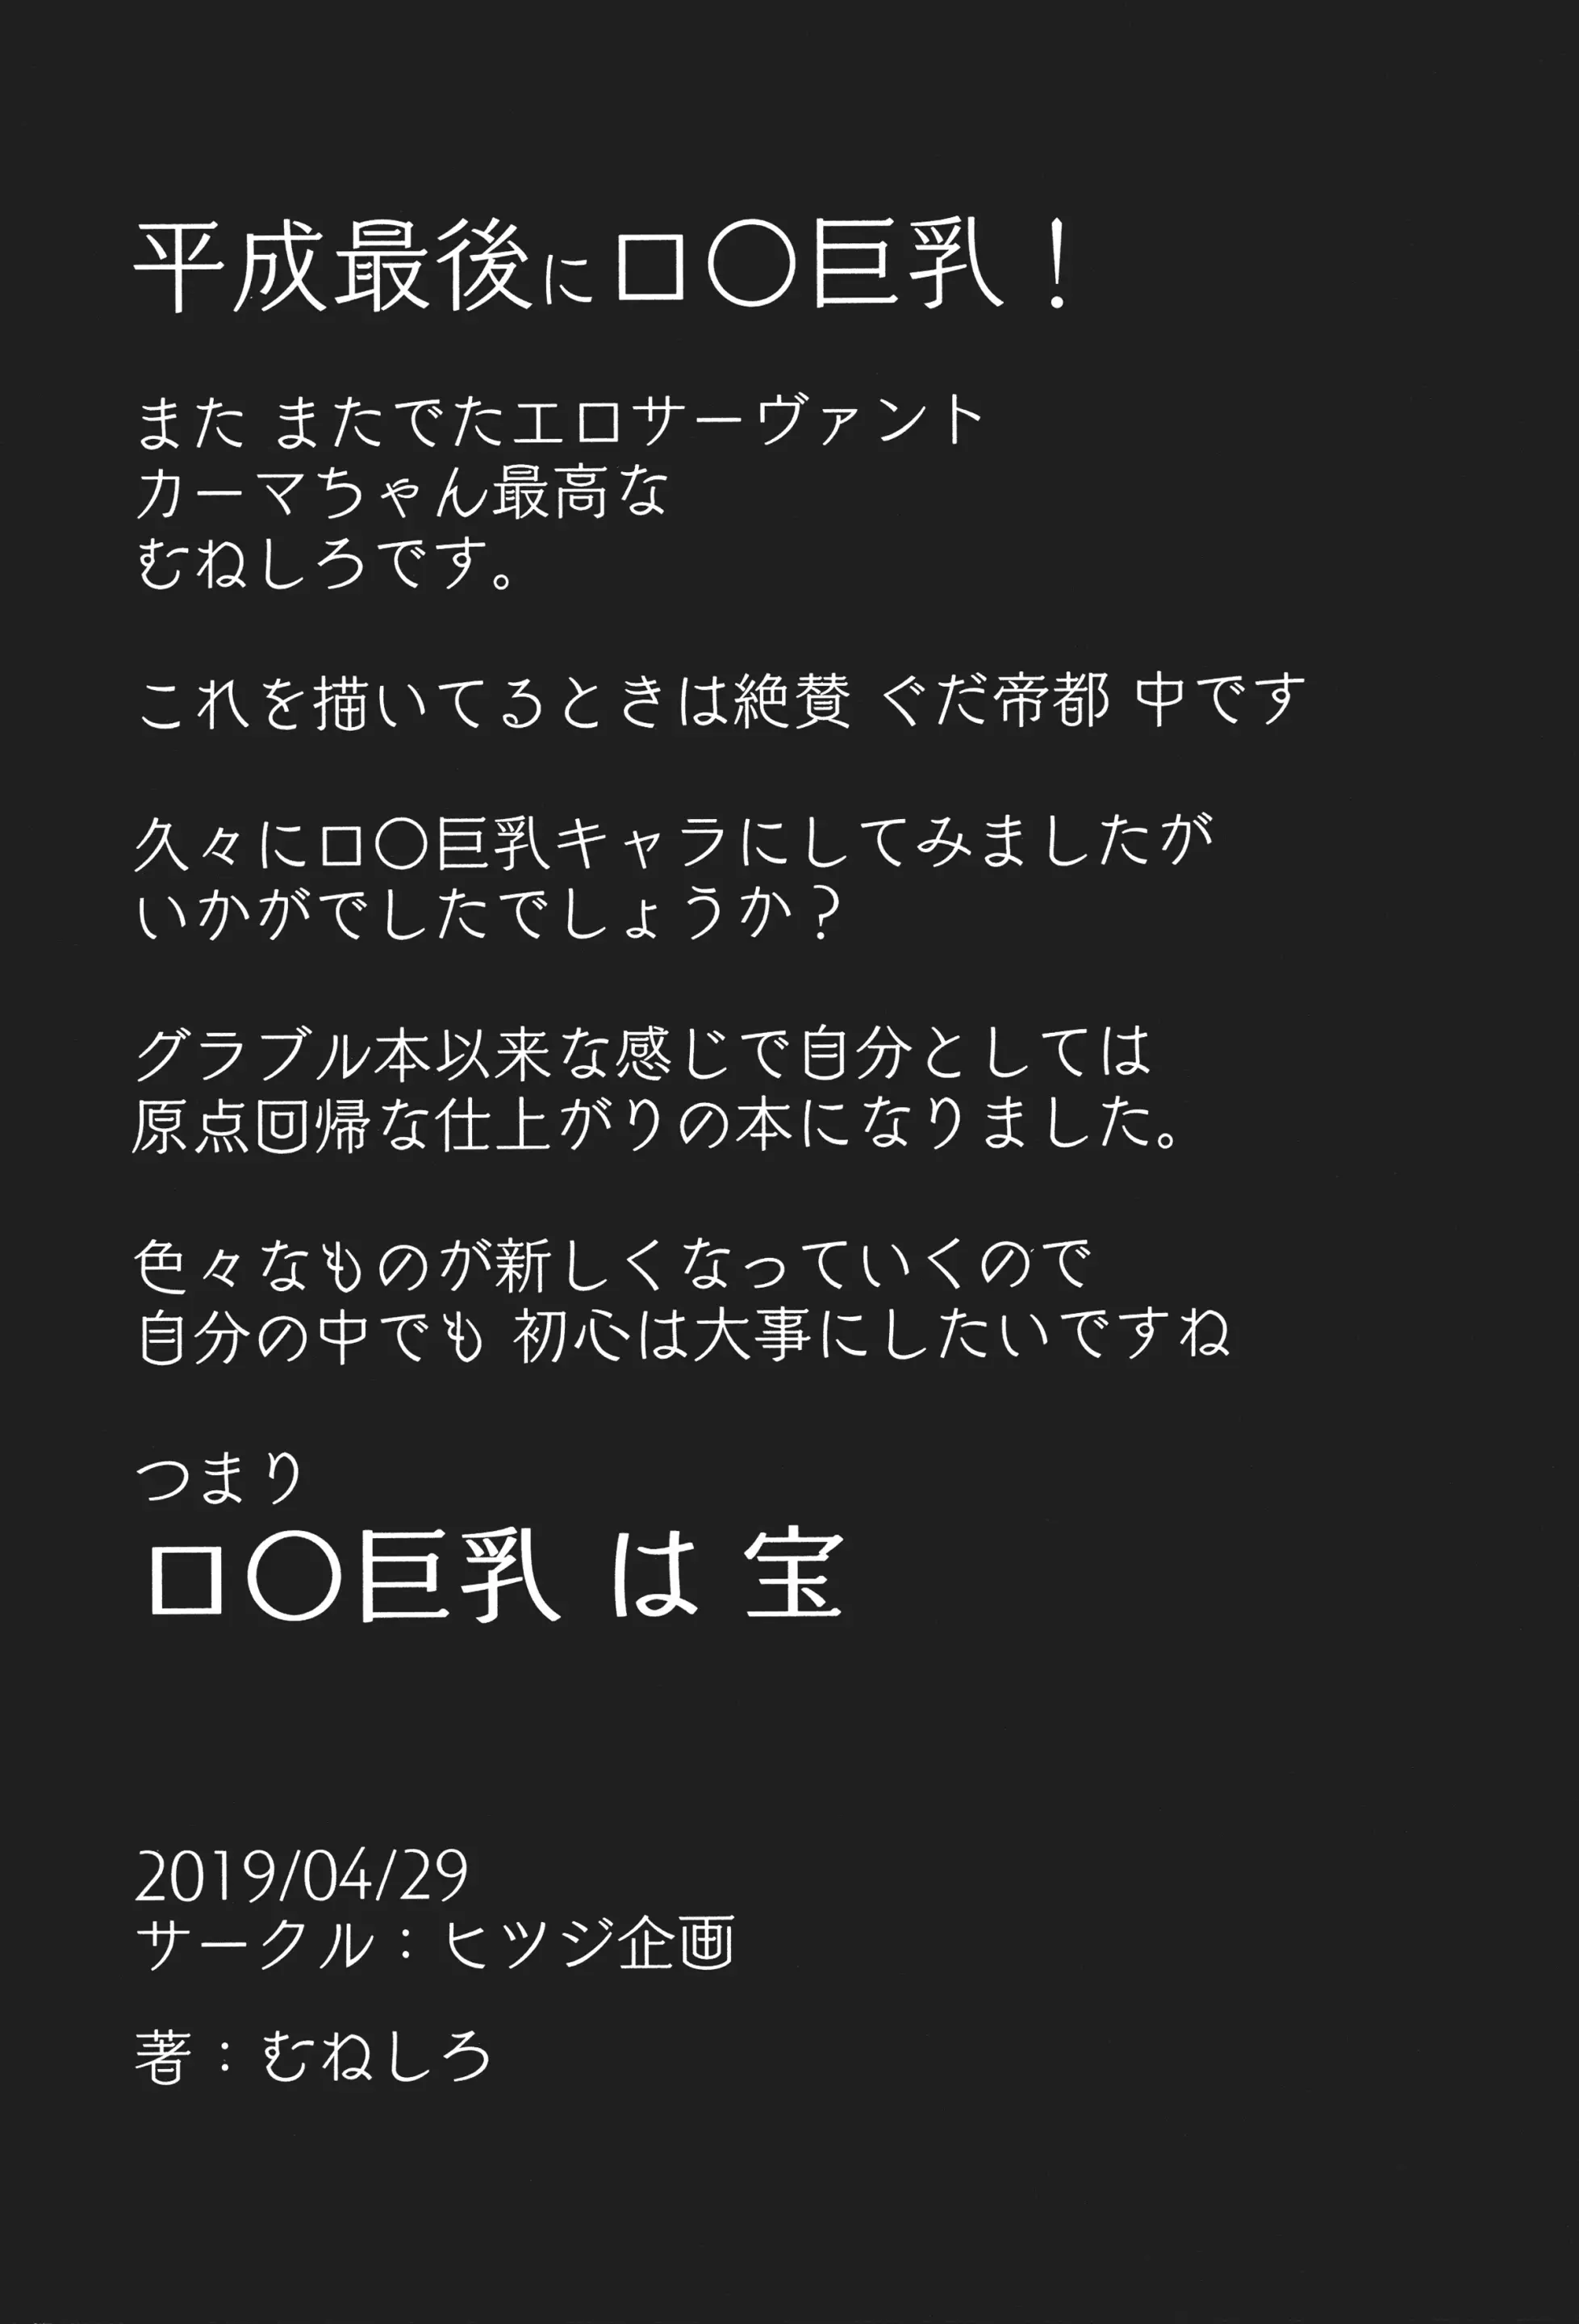 平成最後にロ〇巨乳！
また またでたエロサーヴァント
カーマちゃん最高な
むねしろです。
これを描いてるときは絶賛 ぐだ帝都 中です
久々にロ〇巨乳キャラにしてみましたが
いかがでしたでしょうか？
グラブル本以来な感じで自分としては
原点回帰な仕上がりの本になりました。
色々なものが新しくなっていくので
自分の中でも 初心は大事にしたいですね
つまり
ロ〇巨乳 は 宝
2019/04/29
サークル：ヒツジ企画
著：むねしろ